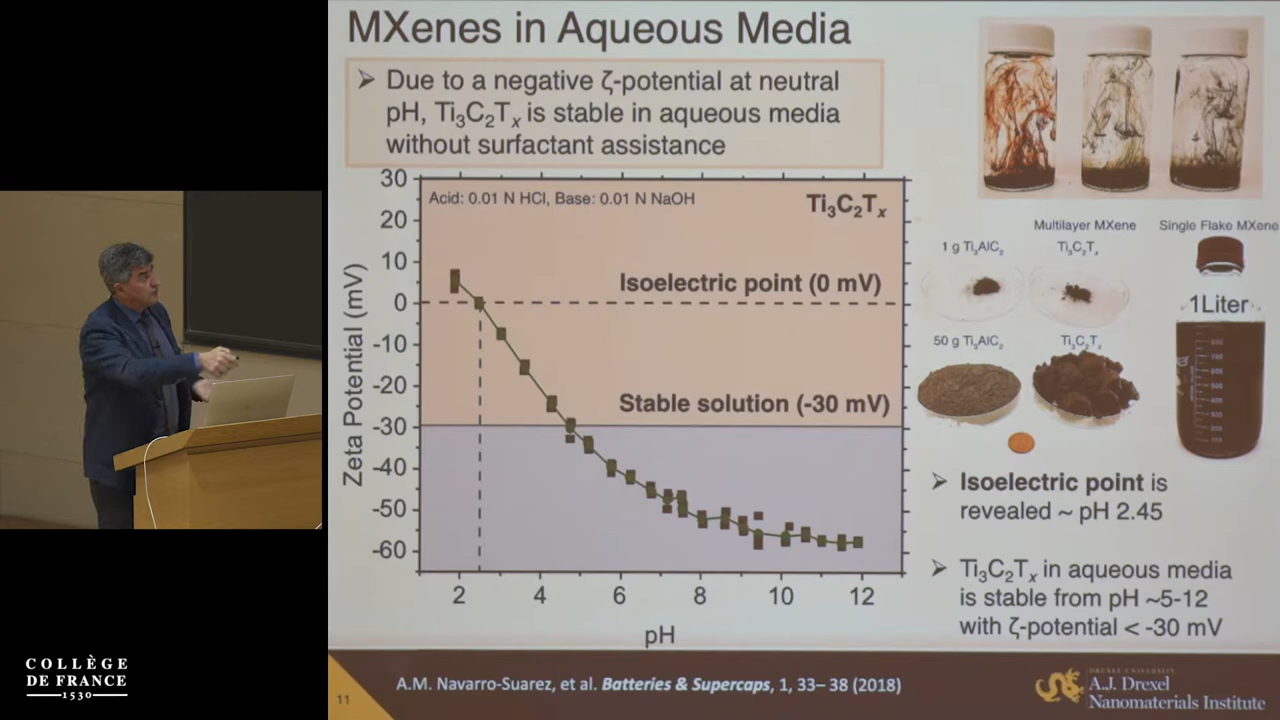 MXenes in Aqueous Media
➤ Due to a negative ζ-potential at neutral
pH, Ti₃C₂Tₓ is stable in aqueous media
without surfactant assistance
Acid: 0.01 N HCl, Base: 0.01 N NaOH
Ti₃C₂Tₓ
Isoelectric point (0 mV)
Stable solution (-30 mV)
Zeta Potential (mV)
30
20
10
0
-10
-20
-30
-40
-50
-60
2 4 6 8 10 12
pH
Multilayer MXene
Single Flake MXene
1 g Ti₃AlC₂
Ti₃C₂Tₓ
1Liter
50 g Ti₃AlC₂
Ti₃C₂Tₓ
➤ Isoelectric point is
revealed ~ pH 2.45
➤ Ti₃C₂Tₓ in aqueous media
is stable from pH ~5-12
with ζ-potential < -30 mV
COLLÈGE
DE FRANCE
1530
11
A.M. Navarro-Suarez, et al. Batteries & Supercaps, 1, 33– 38 (2018)
DREXEL UNIVERSITY
A.J. Drexel
Nanomaterials Institute